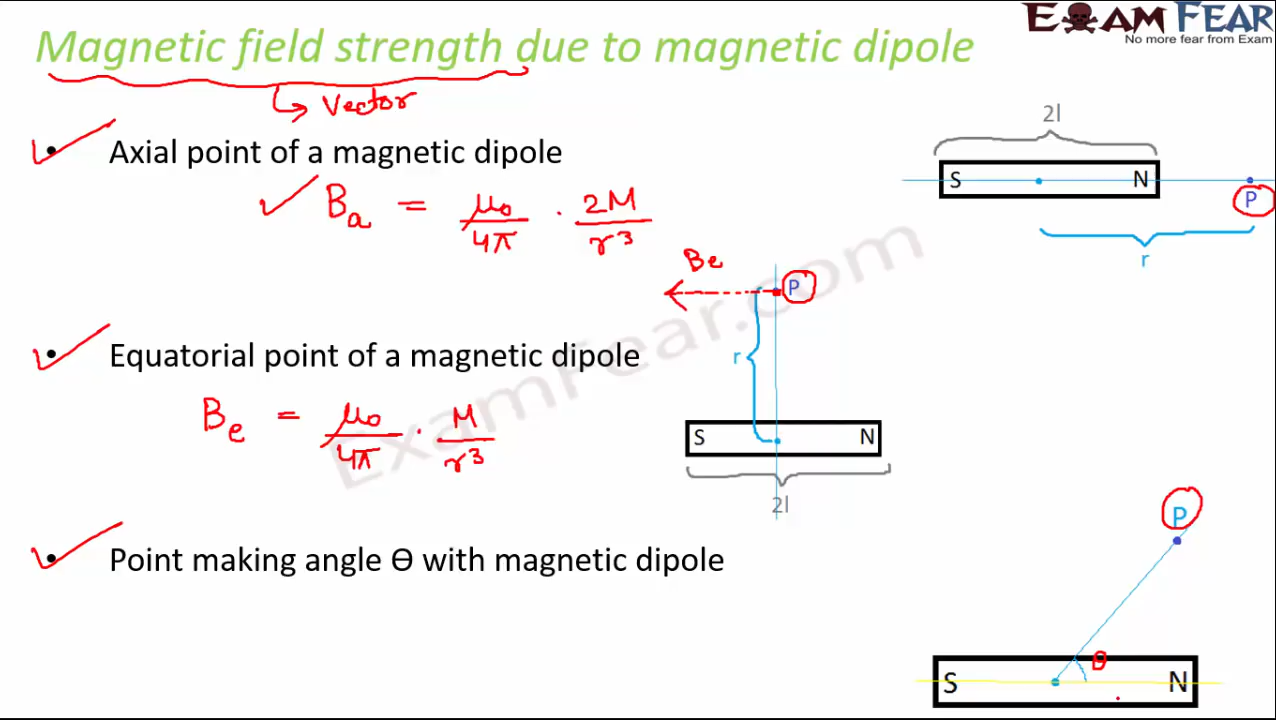 EXAM FEAR
No more fear from Exam
Magnetic field strength due to magnetic dipole
Vector
• Axial point of a magnetic dipole
Bₐ = μ₀/4π · 2M/r³
2l
S N
P
r
• Equatorial point of a magnetic dipole
Bₑ = μ₀/4π · M/r³
Be
P
r
S N
2l
• Point making angle Θ with magnetic dipole
P
θ
S N
ExamFear.com